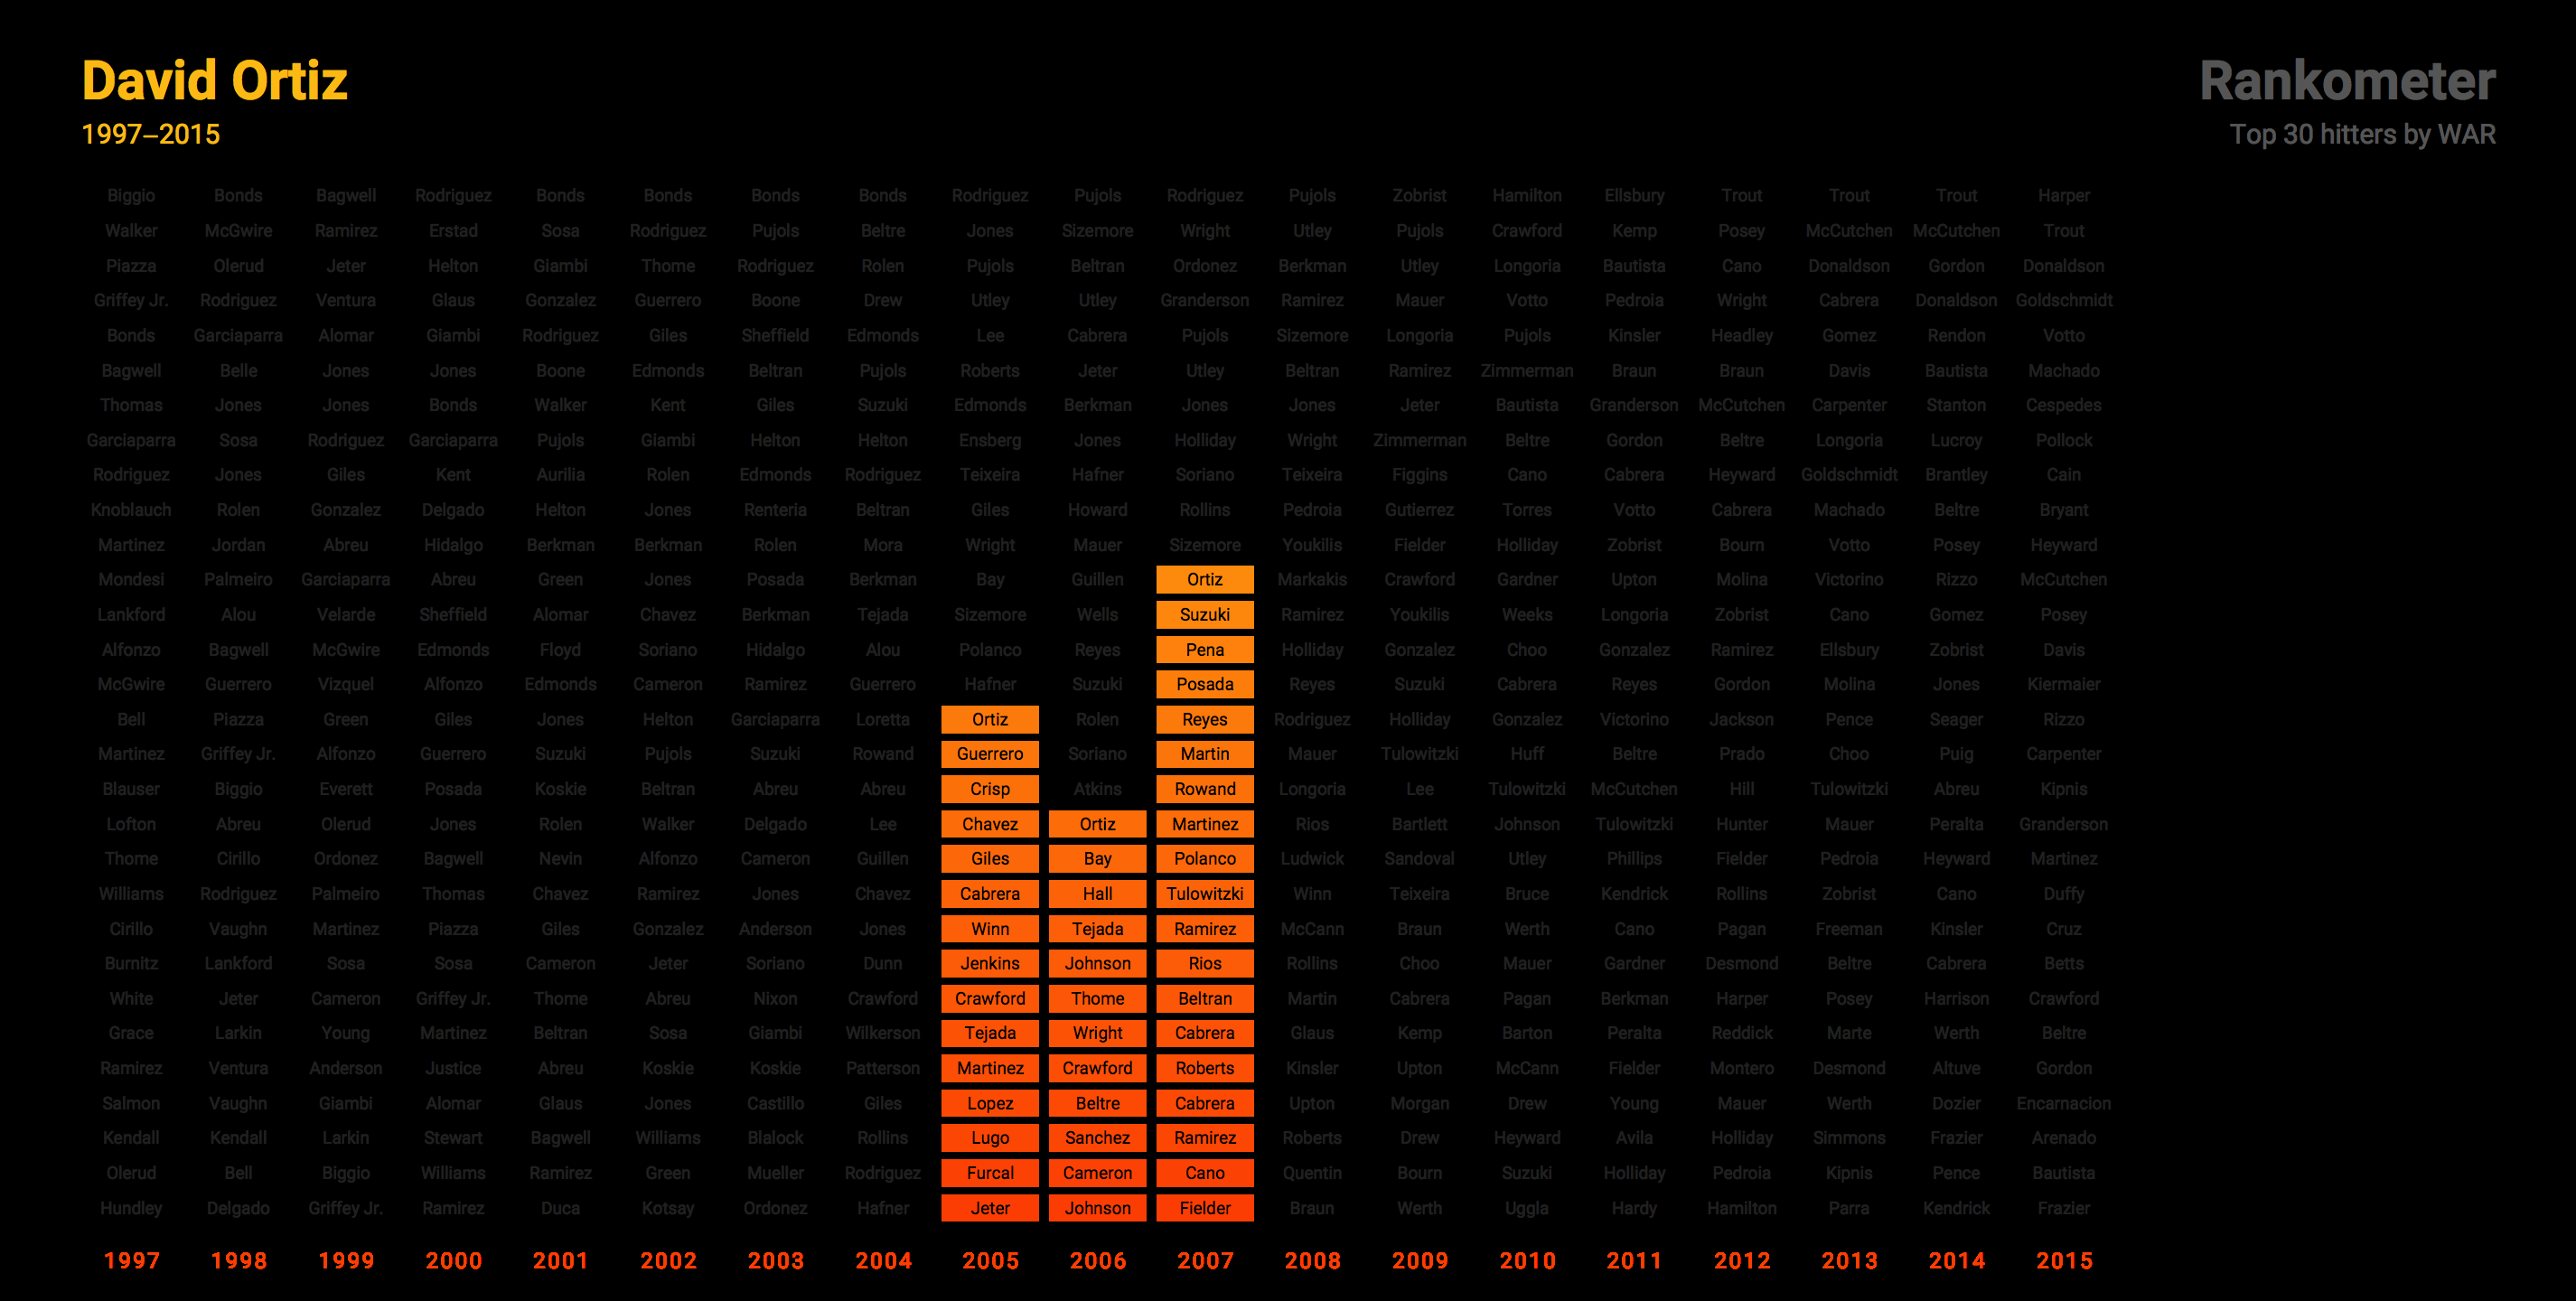 David Ortiz
Rankometer
1997–2015
Top 30 hitters by WAR
Biggio Bonds Bagwell Rodriguez Bonds Bonds Bonds Bonds Rodriguez Pujols Rodriguez Pujols Zobrist Hamilton Ellsbury Trout Trout Trout Harper
Walker McGwire Ramirez Erstad Sosa Rodriguez Pujols Beltre Jones Sizemore Wright Utley Pujols Crawford Kemp Posey McCutchen McCutchen Trout
Piazza Olerud Jeter Helton Giambi Thome Rodriguez Rolen Pujols Beltran Ordonez Berkman Utley Longoria Bautista Cano Donaldson Gordon Donaldson
Griffey Jr. Rodriguez Ventura Glaus Gonzalez Guerrero Boone Drew Utley Utley Granderson Ramirez Mauer Votto Pedroia Wright Cabrera Donaldson Goldschmidt
Bonds Garciaparra Alomar Giambi Rodriguez Giles Sheffield Edmonds Lee Cabrera Pujols Sizemore Longoria Pujols Kinsler Headley Gomez Rendon Votto
Bagwell Belle Jones Jones Boone Edmonds Beltran Pujols Roberts Jeter Utley Beltran Ramirez Zimmerman Braun Braun Davis Bautista Machado
Thomas Jones Jones Bonds Walker Kent Giles Suzuki Edmonds Berkman Jones Jones Jeter Bautista Granderson McCutchen Carpenter Stanton Cespedes
Garciaparra Sosa Rodriguez Garciaparra Pujols Giambi Helton Helton Ensberg Jones Holliday Wright Zimmerman Beltre Gordon Beltre Longoria Lucroy Pollock
Rodriguez Jones Giles Kent Aurilia Rolen Edmonds Rodriguez Teixeira Hafner Soriano Teixeira Figgins Cano Cabrera Heyward Goldschmidt Brantley Cain
Knoblauch Rolen Gonzalez Delgado Helton Jones Renteria Beltran Giles Howard Rollins Pedroia Gutierrez Torres Votto Cabrera Machado Beltre Bryant
Martinez Jordan Abreu Hidalgo Berkman Berkman Rolen Mora Wright Mauer Sizemore Youkilis Fielder Holliday Zobrist Bourn Votto Posey Heyward
Mondesi Palmeiro Garciaparra Abreu Green Jones Posada Berkman Bay Guillen Ortiz Markakis Crawford Gardner Upton Molina Victorino Rizzo McCutchen
Lankford Alou Velarde Sheffield Alomar Chavez Berkman Tejada Sizemore Wells Suzuki Ramirez Youkilis Weeks Longoria Zobrist Cano Gomez Posey
Alfonzo Bagwell McGwire Edmonds Floyd Soriano Hidalgo Alou Polanco Reyes Pena Holliday Gonzalez Choo Gonzalez Ramirez Ellsbury Zobrist Davis
McGwire Guerrero Vizquel Alfonzo Edmonds Cameron Ramirez Guerrero Hafner Suzuki Posada Reyes Suzuki Cabrera Reyes Gordon Molina Jones Kiermaier
Bell Piazza Green Giles Jones Helton Garciaparra Loretta Ortiz Rolen Reyes Rodriguez Holliday Gonzalez Victorino Jackson Pence Seager Rizzo
Martinez Griffey Jr. Alfonzo Guerrero Suzuki Pujols Suzuki Rowand Guerrero Soriano Martin Mauer Tulowitzki Huff Beltre Prado Choo Puig Carpenter
Blauser Biggio Everett Posada Koskie Beltran Abreu Abreu Crisp Atkins Rowand Longoria Lee Tulowitzki McCutchen Hill Tulowitzki Abreu Kipnis
Lofton Abreu Olerud Jones Rolen Walker Delgado Lee Chavez Ortiz Martinez Rios Bartlett Johnson Tulowitzki Hunter Mauer Peralta Granderson
Thome Cirillo Ordonez Bagwell Nevin Alfonzo Cameron Guillen Giles Bay Polanco Ludwick Sandoval Utley Phillips Fielder Pedroia Heyward Martinez
Williams Rodriguez Palmeiro Thomas Chavez Ramirez Jones Chavez Cabrera Hall Tulowitzki Winn Teixeira Bruce Kendrick Rollins Zobrist Cano Duffy
Cirillo Vaughn Martinez Piazza Giles Gonzalez Anderson Jones Winn Tejada Ramirez McCann Braun Werth Cano Pagan Freeman Kinsler Cruz
Burnitz Lankford Sosa Sosa Cameron Jeter Soriano Dunn Jenkins Johnson Rios Rollins Choo Mauer Gardner Desmond Beltre Cabrera Betts
White Jeter Cameron Griffey Jr. Thome Abreu Nixon Crawford Crawford Thome Beltran Martin Cabrera Pagan Berkman Harper Posey Harrison Crawford
Grace Larkin Young Martinez Beltran Sosa Giambi Wilkerson Tejada Wright Cabrera Glaus Kemp Barton Peralta Reddick Marte Werth Beltre
Ramirez Ventura Anderson Justice Abreu Koskie Koskie Patterson Martinez Crawford Roberts Kinsler Upton McCann Fielder Montero Desmond Altuve Gordon
Salmon Vaughn Giambi Alomar Glaus Jones Castillo Giles Lopez Beltre Cabrera Upton Morgan Drew Young Mauer Werth Dozier Encarnacion
Kendall Kendall Larkin Stewart Bagwell Williams Blalock Rollins Lugo Sanchez Ramirez Roberts Drew Heyward Avila Holliday Simmons Frazier Arenado
Olerud Bell Biggio Williams Ramirez Green Mueller Rodriguez Furcal Cameron Cano Quentin Bourn Suzuki Holliday Pedroia Kipnis Pence Bautista
Hundley Delgado Griffey Jr. Ramirez Duca Kotsay Ordonez Hafner Jeter Johnson Fielder Braun Werth Uggla Hardy Hamilton Parra Kendrick Frazier
1997 1998 1999 2000 2001 2002 2003 2004 2005 2006 2007 2008 2009 2010 2011 2012 2013 2014 2015